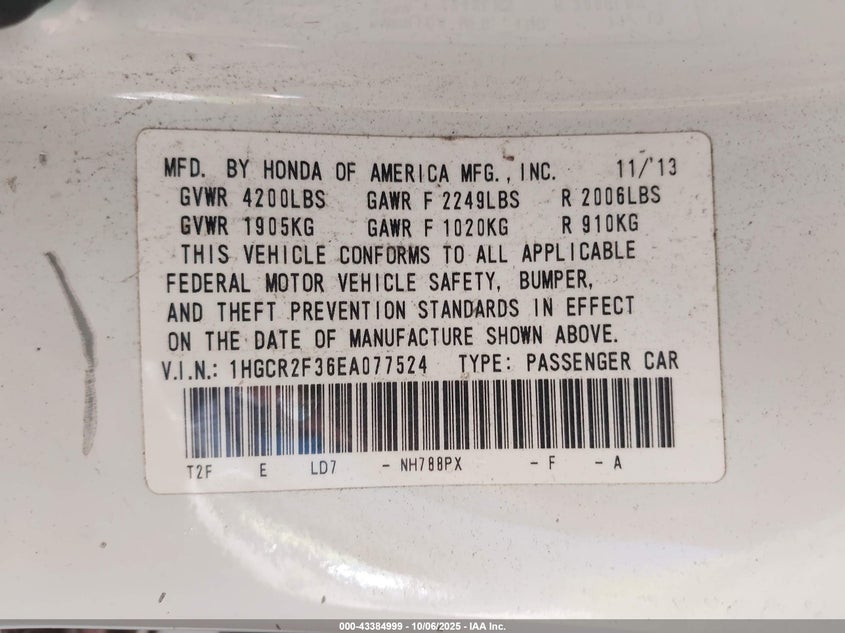 MFD. BY HONDA OF AMERICA MFG., INC. 11/'13
GVWR 4200LBS GAWR F 2249LBS R 2006LBS
GVWR 1905KG GAWR F 1020KG R 910KG
THIS VEHICLE CONFORMS TO ALL APPLICABLE
FEDERAL MOTOR VEHICLE SAFETY, BUMPER,
AND THEFT PREVENTION STANDARDS IN EFFECT
ON THE DATE OF MANUFACTURE SHOWN ABOVE.
V.I.N.: 1HGCR2F36EA077524 TYPE: PASSENGER CAR
T2F E LD7 - NH788PX - F - A
000-43384999 - 10/06/2025 - IAA Inc.